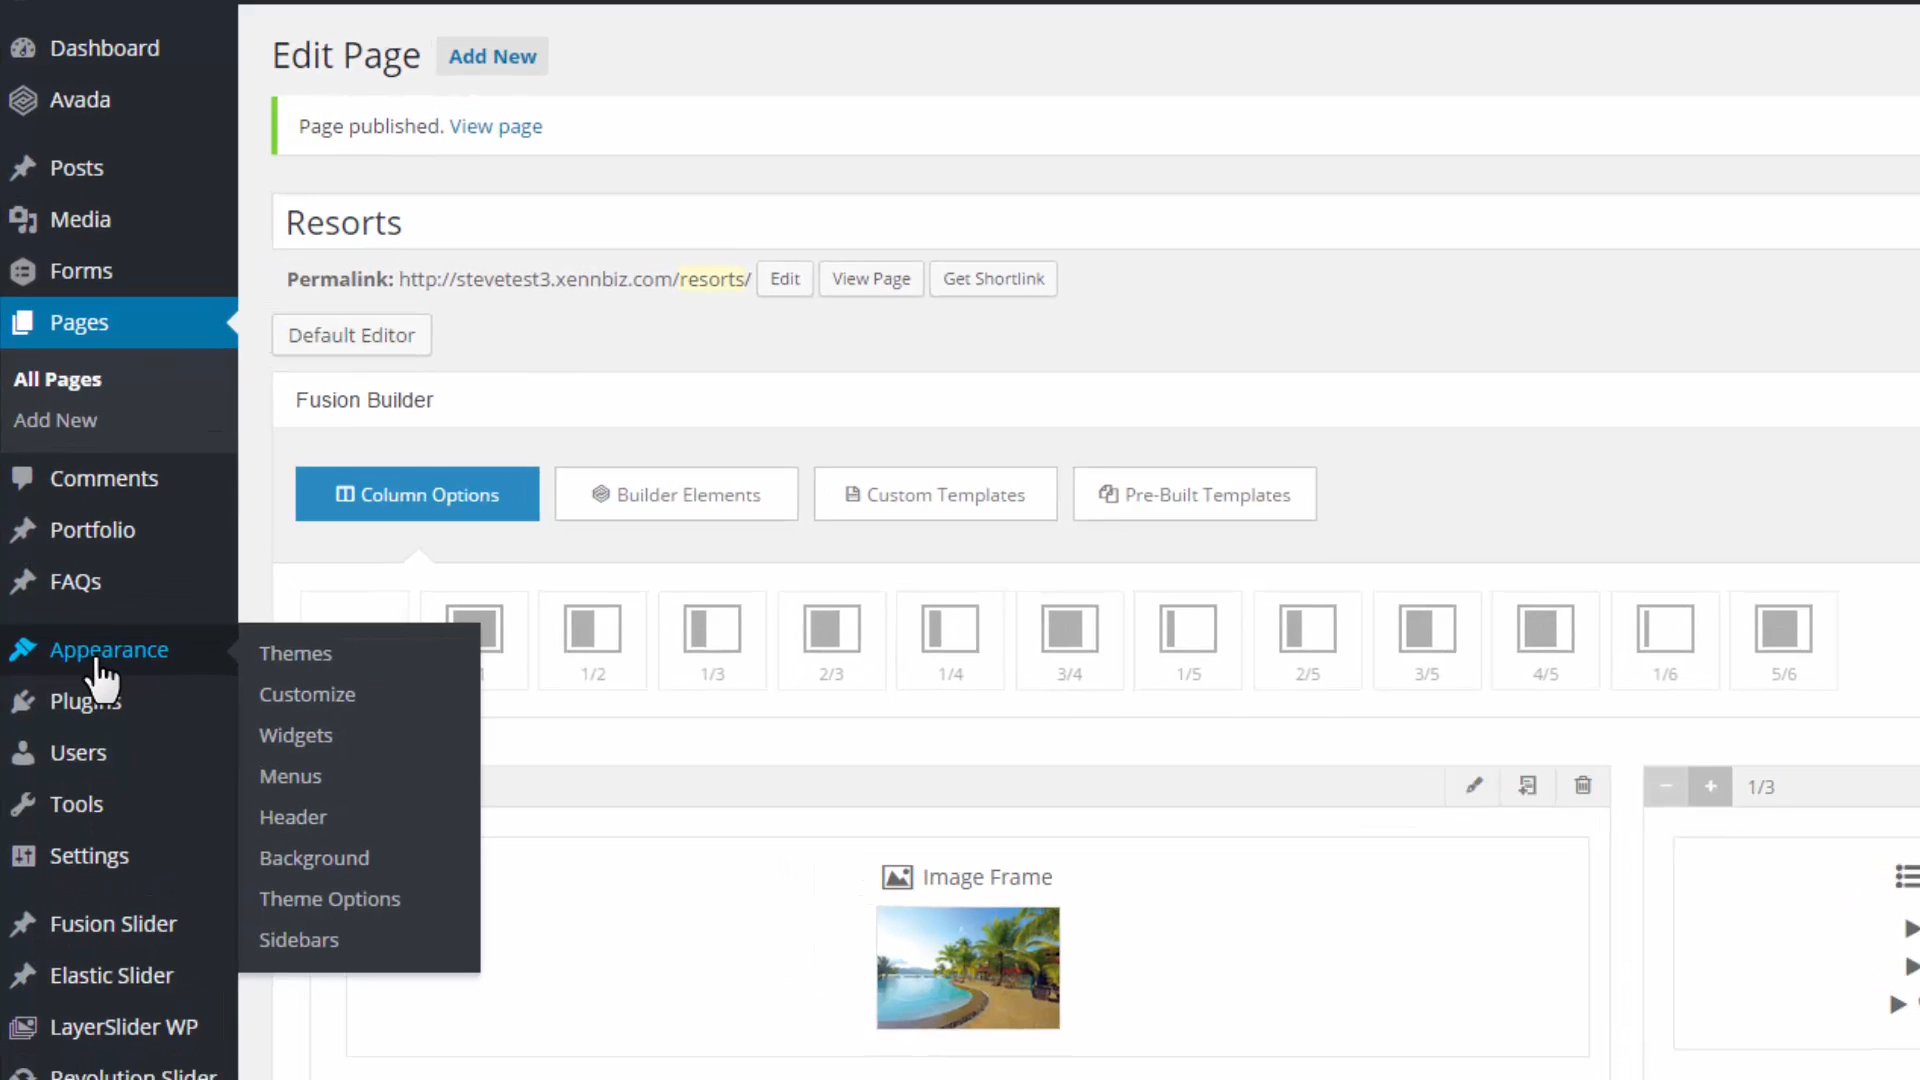 Dashboard
Avada
Posts
Media
Forms
Pages
All Pages
Add New
Comments
Portfolio
FAQs
Appearance
Plugins
Users
Tools
Settings
Fusion Slider
Elastic Slider
LayerSlider WP
Revolution Slider
Themes
Customize
Widgets
Menus
Header
Background
Theme Options
Sidebars
Edit Page Add New
Page published. View page
Resorts
Permalink: http://stevetest3.xennbiz.com/resorts/ Edit View Page Get Shortlink
Default Editor
Fusion Builder
Column Options Builder Elements Custom Templates Pre-Built Templates
1 1/2 1/3 2/3 1/4 3/4 1/5 2/5 3/5 4/5 1/6 5/6
- + 1/3
Image Frame